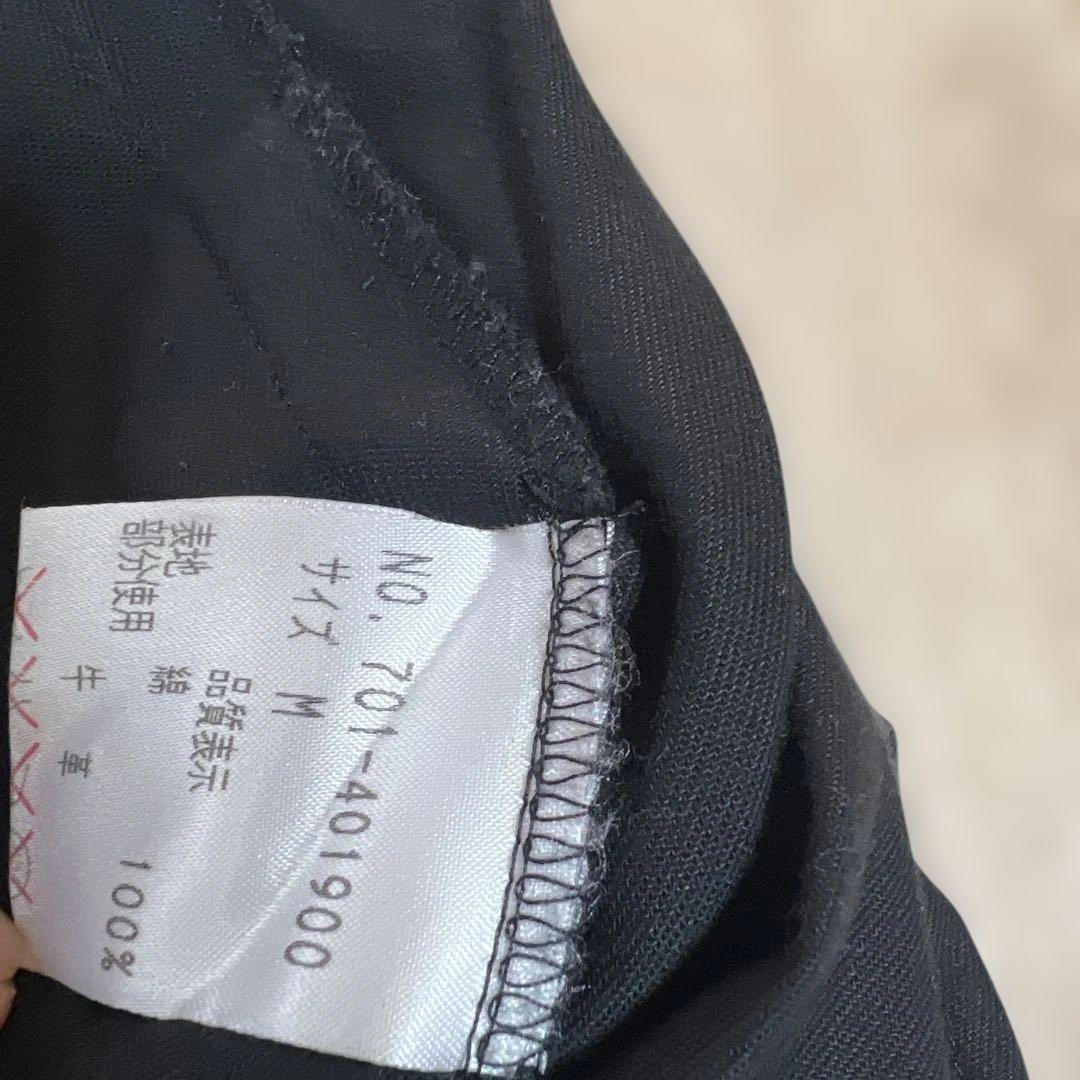 NO. 701-401900
サイズ M
品質表示
表地 綿 100%
部分使用
牛 革